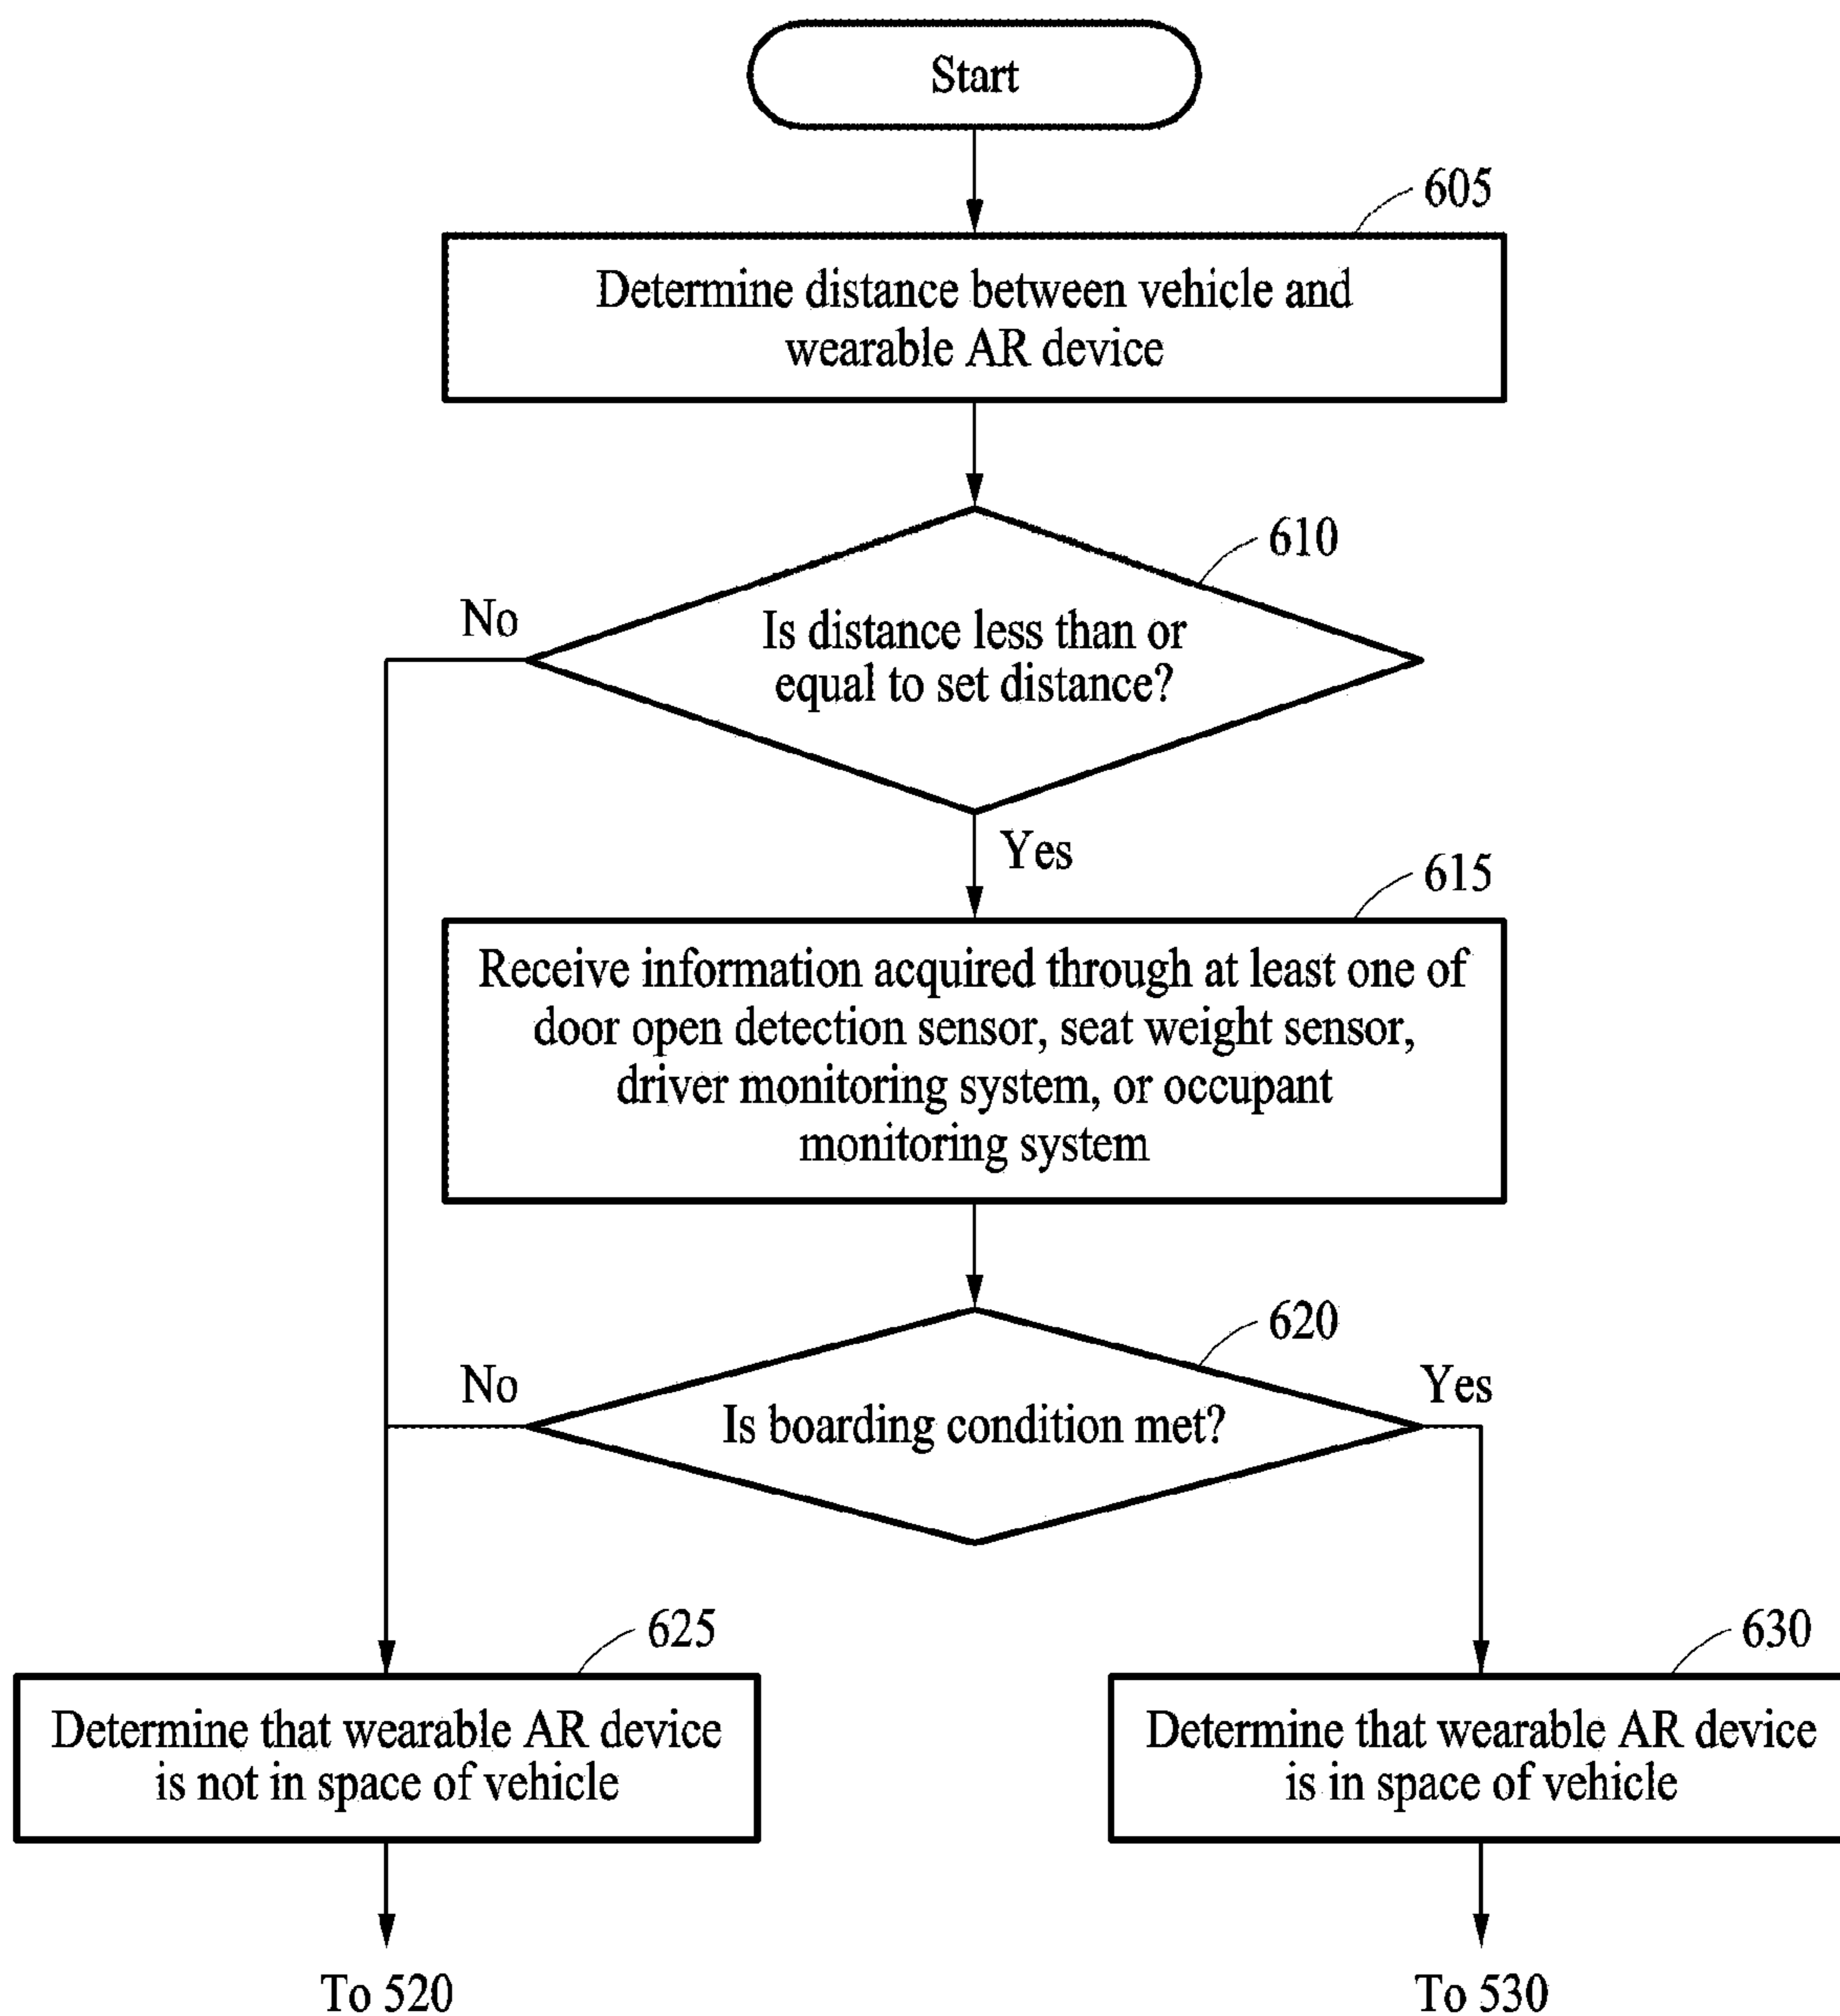 Start
605
Determine distance between vehicle and
wearable AR device
610
No
Is distance less than or
equal to set distance?
Yes
615
Receive information acquired through at least one of
door open detection sensor, seat weight sensor,
driver monitoring system, or occupant
monitoring system
620
No
Yes
Is boarding condition met?
625
630
Determine that wearable AR device
is not in space of vehicle
Determine that wearable AR device
is in space of vehicle
To 520
To 530